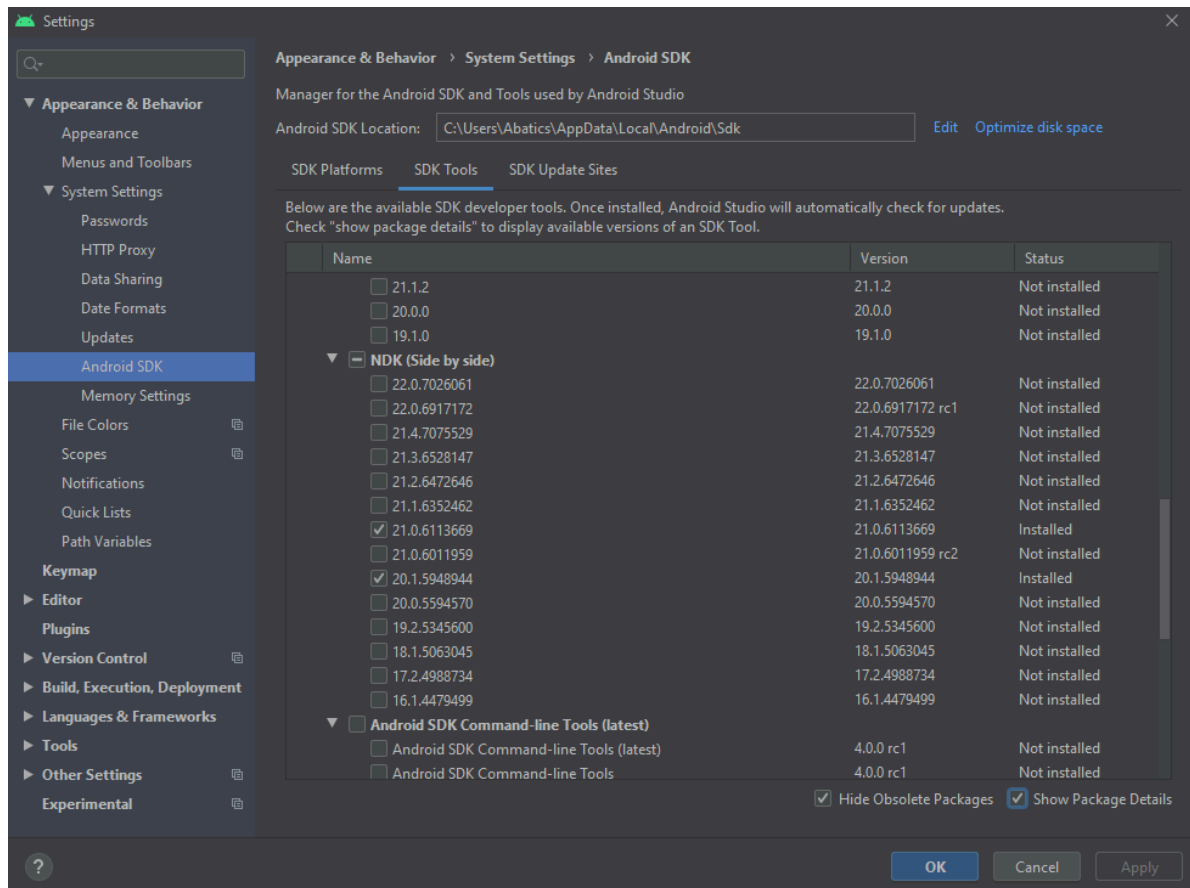 Settings
Appearance & Behavior
Appearance
Menus and Toolbars
System Settings
Passwords
HTTP Proxy
Data Sharing
Date Formats
Updates
Android SDK
Memory Settings
File Colors
Scopes
Notifications
Quick Lists
Path Variables
Keymap
Editor
Plugins
Version Control
Build, Execution, Deployment
Languages & Frameworks
Tools
Other Settings
Experimental
?
Appearance & Behavior › System Settings › Android SDK
Manager for the Android SDK and Tools used by Android Studio
Android SDK Location: C:\Users\Abatics\AppData\Local\Android\Sdk Edit Optimize disk space
SDK Platforms SDK Tools SDK Update Sites
Below are the available SDK developer tools. Once installed, Android Studio will automatically check for updates.
Check "show package details" to display available versions of an SDK Tool.
Name Version Status
21.1.2 21.1.2 Not installed
20.0.0 20.0.0 Not installed
19.1.0 19.1.0 Not installed
NDK (Side by side)
22.0.7026061 22.0.7026061 Not installed
22.0.6917172 22.0.6917172 rc1 Not installed
21.4.7075529 21.4.7075529 Not installed
21.3.6528147 21.3.6528147 Not installed
21.2.6472646 21.2.6472646 Not installed
21.1.6352462 21.1.6352462 Not installed
21.0.6113669 21.0.6113669 Installed
21.0.6011959 21.0.6011959 rc2 Not installed
20.1.5948944 20.1.5948944 Installed
20.0.5594570 20.0.5594570 Not installed
19.2.5345600 19.2.5345600 Not installed
18.1.5063045 18.1.5063045 Not installed
17.2.4988734 17.2.4988734 Not installed
16.1.4479499 16.1.4479499 Not installed
Android SDK Command-line Tools (latest)
Android SDK Command-line Tools (latest) 4.0.0 rc1 Not installed
Android SDK Command-line Tools 4.0.0 rc1 Not installed
Hide Obsolete Packages Show Package Details
OK Cancel Apply